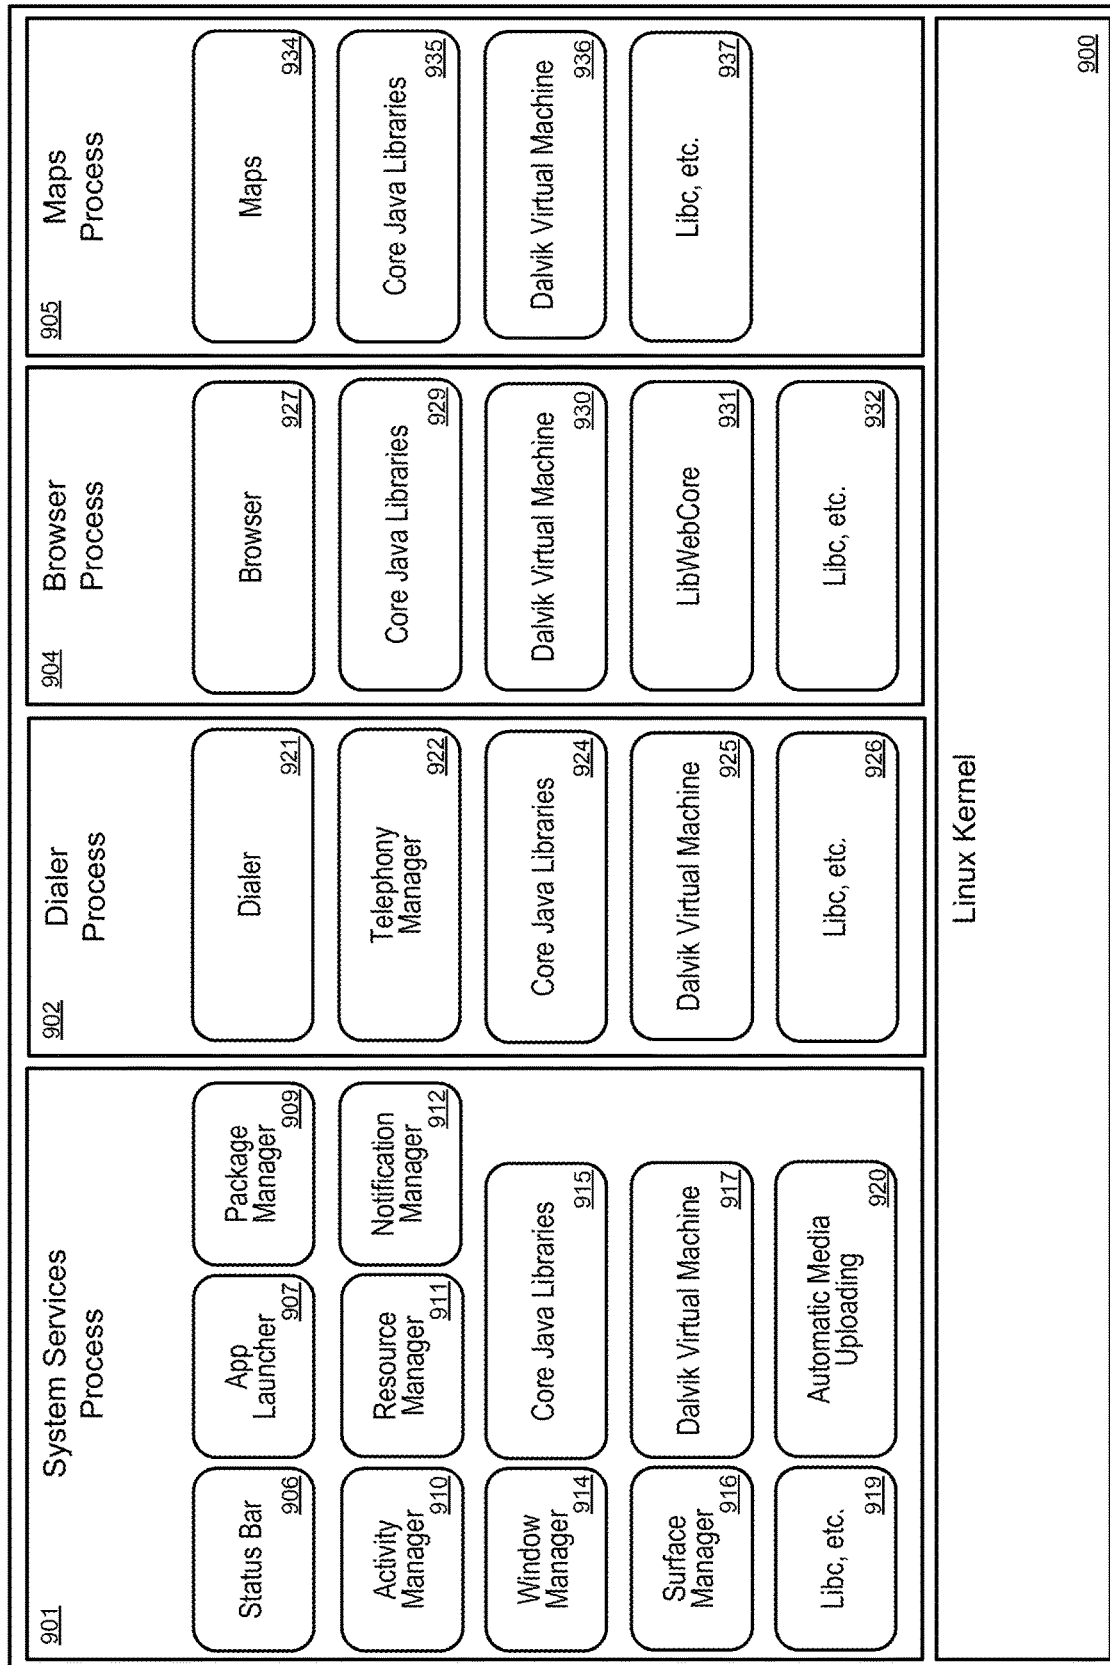 901
System Services
Process
Status Bar
906
App
Launcher
907
Package
Manager
909
Activity
Manager
910
Resource
Manager
911
Notification
Manager
912
Window
Manager
914
Core Java Libraries
915
Surface
Manager
916
Dalvik Virtual Machine
917
Libc, etc.
919
Automatic Media
Uploading
920
902
Dialer
Process
Dialer
921
Telephony
Manager
922
Core Java Libraries
924
Dalvik Virtual Machine
925
Libc, etc.
926
904
Browser
Process
Browser
927
Core Java Libraries
929
Dalvik Virtual Machine
930
LibWebCore
931
Libc, etc.
932
905
Maps
Process
Maps
934
Core Java Libraries
935
Dalvik Virtual Machine
936
Libc, etc.
937
Linux Kernel
900